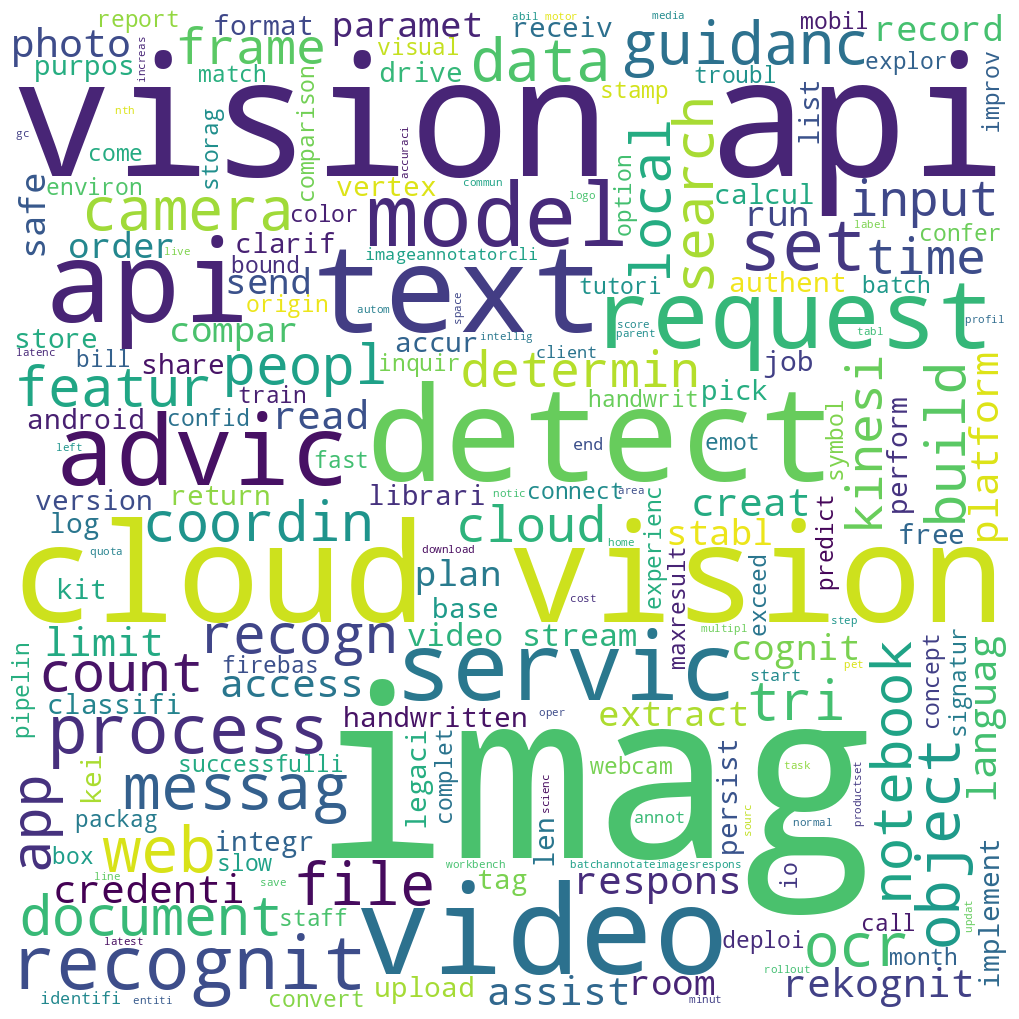 report
format
paramet
abil
motor
receiv
media
mobil
record
photo
increas
frame
visual
data
guidanc
explor
purpos
match
drive
troubl
improv
vision api
comparison
stamp
search
list
nth
gc
storag
accuraci
come
environ
vertex
commun
logo
option
local
calcul
input
safe
camera
color
model
run
label
confer
order
live
clarif
imageannotatorcli
set
time
api
text
bound
send
origin
autom
space
tutori
authent
batch
request
store
compar
accur
intellig
score
parent
tabl
profil
latenc
bill
share
peopl
inquir
client
determin
job
featur
train
handwrit
pick
kinesi
build
platform
android
confid
read
detect
symbol
perform
left
advic
fast
end
emot
version
return
librari
notic
connect
area
experienc
creat
log
coordin
cloud
stabl
predict
free
quota
download
home
cloud vision
kit
plan
cost
base
maxresult
exceed
multipl
step
limit
recogn
video stream
cognit
concept
signatur
languag
pipelin
count
firebas
access
servic
start
pet
classifi
tri
notebook
object
process
handwritten
oper
extract
imag
app
kei
successfulli
legaci
complet
scienc
webcam
persist
task
productset
messag
packag
len
annot
sourc
normal
box
web
integr
slow
workbench
batchannotateimagesrespons
io
implement
line
credenti
save
file
tag
respons
document
staff
video
call
updat
latest
deploi
ocr
month
recognit
upload
assist
room
rollout
rekognit
identifi
entiti
convert
minut